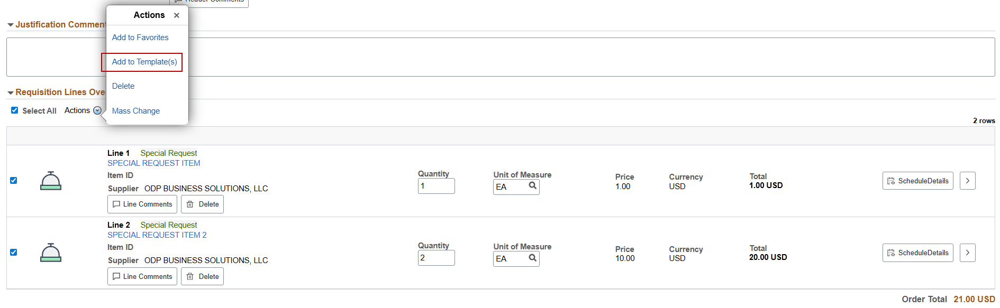 Header Comments
Actions ×
Justification Comment
Add to Favorites
Add to Template(s)
Delete
Requisition Lines Ove
Select All Actions
Mass Change
2 rows
Line 1 Special Request
SPECIAL REQUEST ITEM
Item ID
Supplier ODP BUSINESS SOLUTIONS, LLC
Line Comments Delete
Quantity
1
Unit of Measure
EA
Price
1.00
Currency
USD
Total
1.00 USD
ScheduleDetails
Line 2 Special Request
SPECIAL REQUEST ITEM 2
Item ID
Supplier ODP BUSINESS SOLUTIONS, LLC
Line Comments Delete
Quantity
2
Unit of Measure
EA
Price
10.00
Currency
USD
Total
20.00 USD
ScheduleDetails
Order Total 21.00 USD